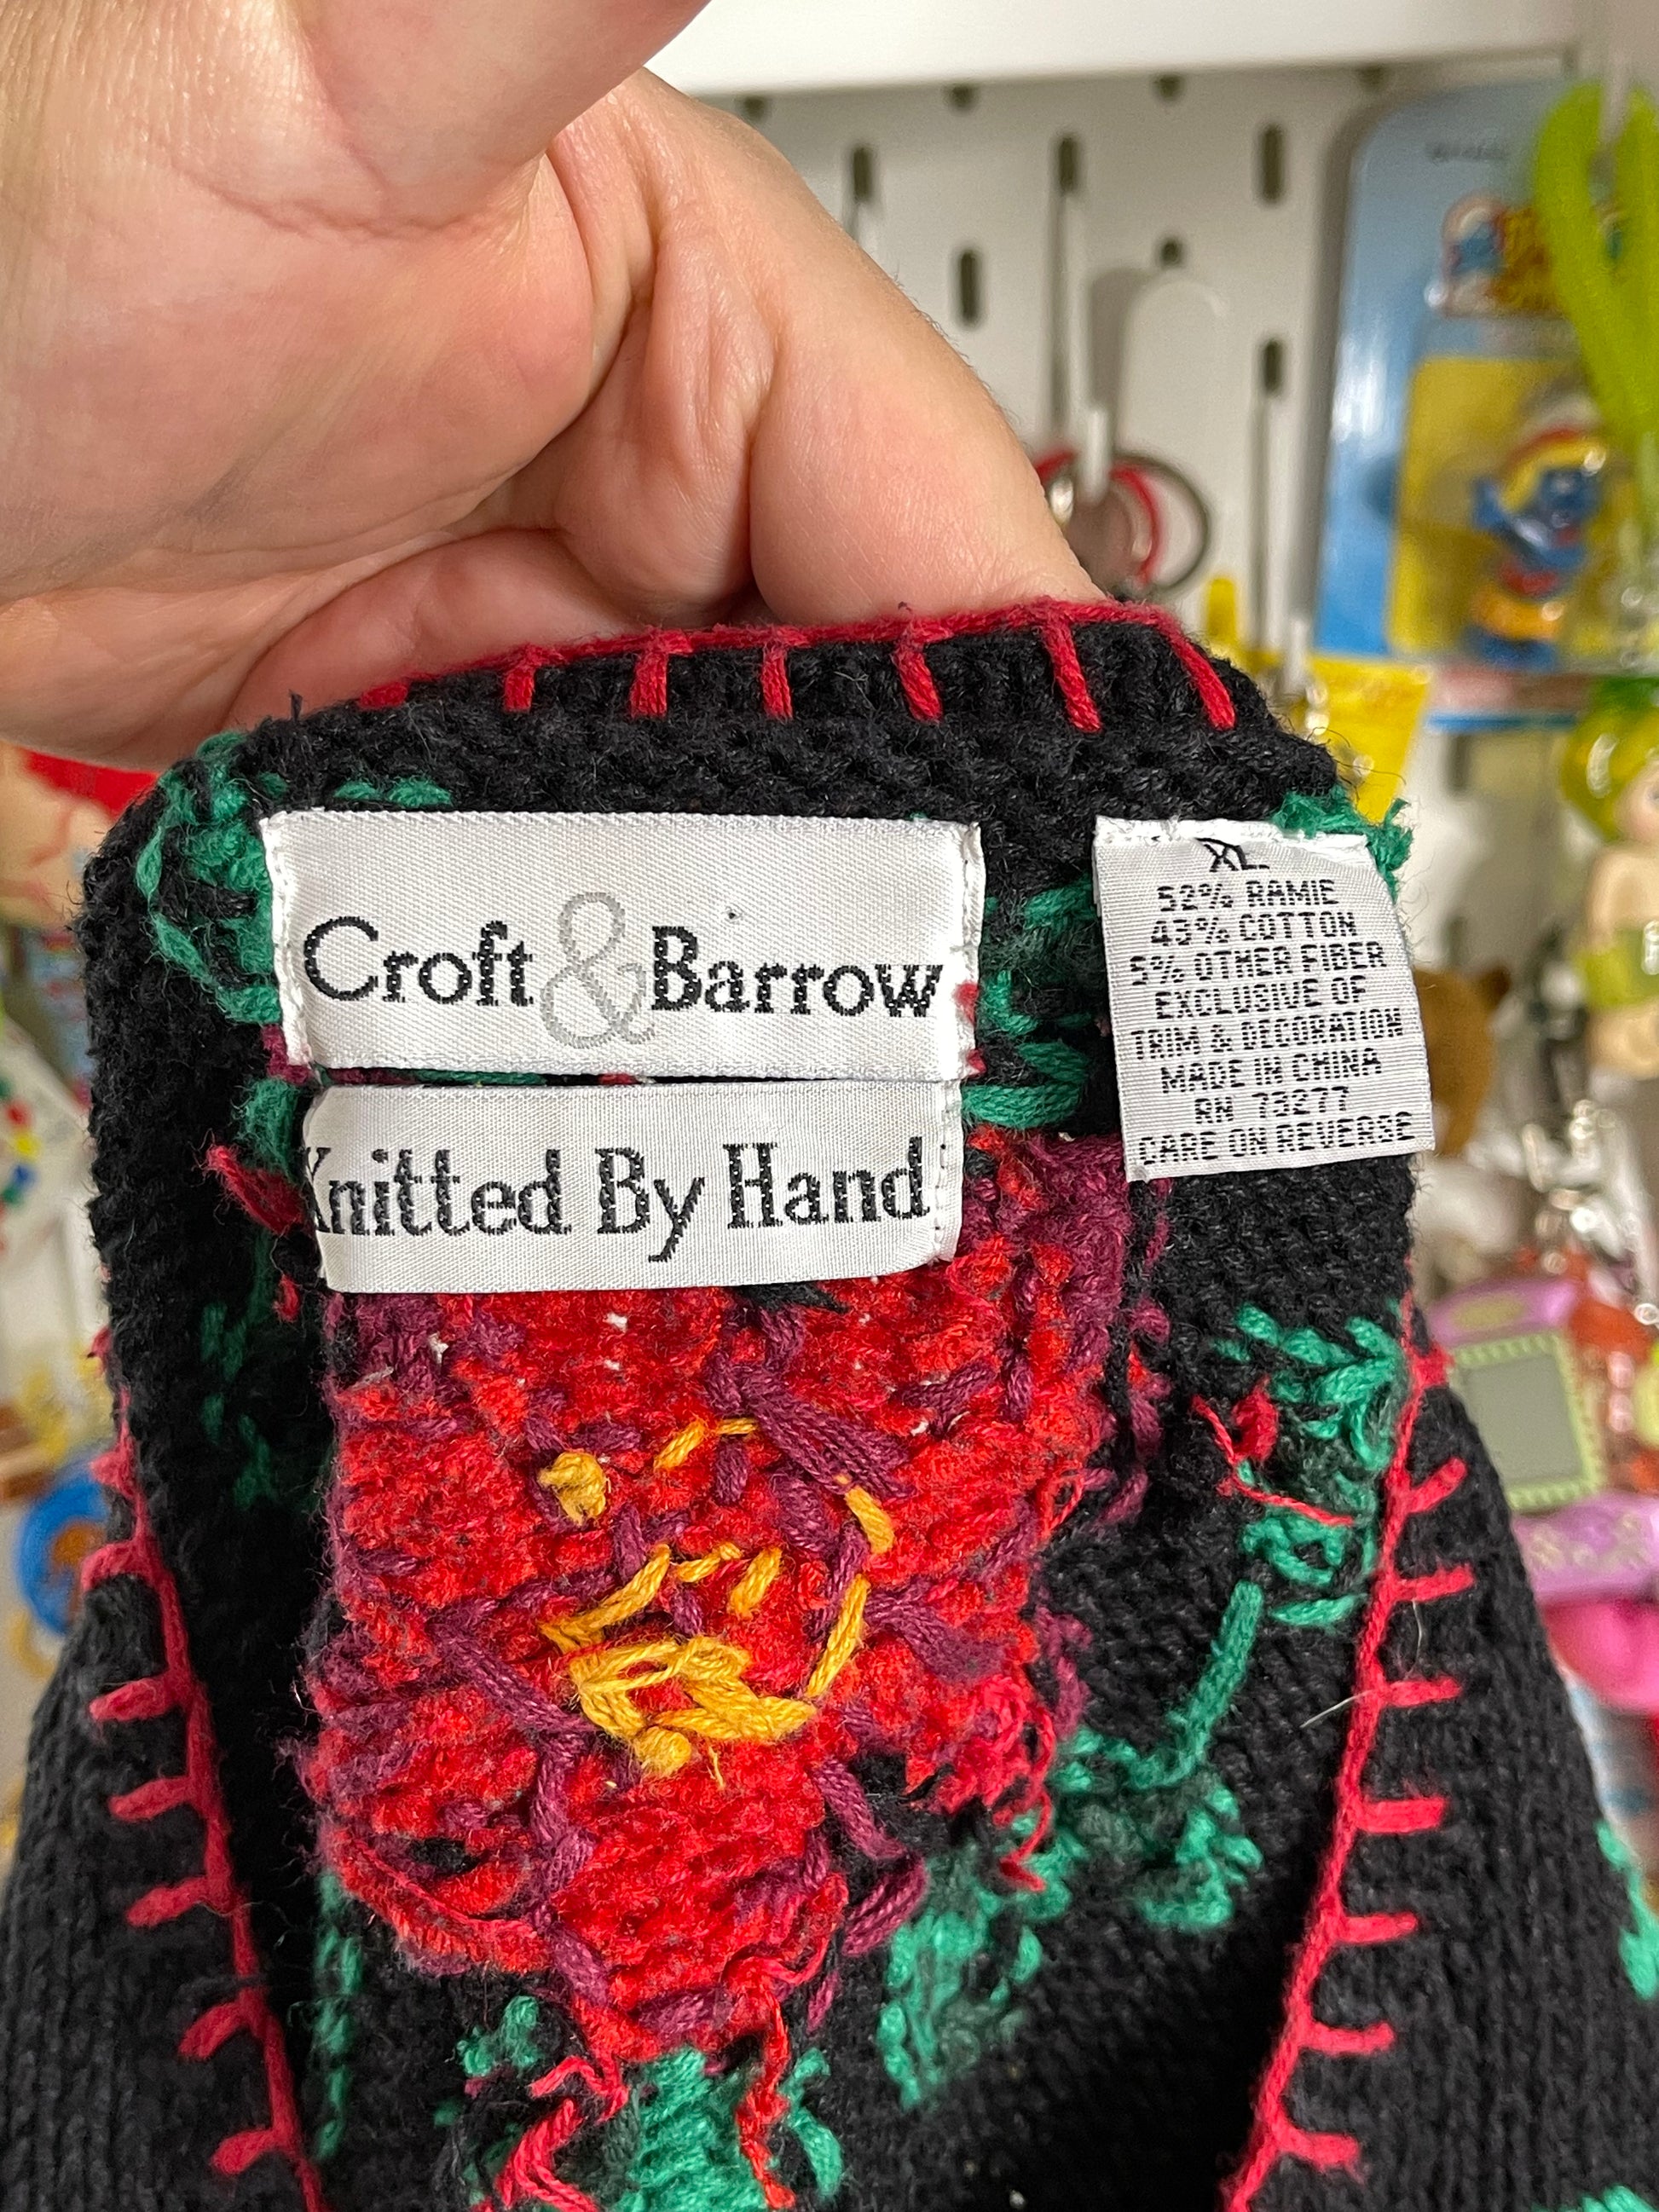 Croft & Barrow
Knitted By Hand
XL
52% RAMIE
43% COTTON
5% OTHER FIBER
EXCLUSIVE OF
TRIM & DECORATION
MADE IN CHINA
RN 73277
CARE ON REVERSE